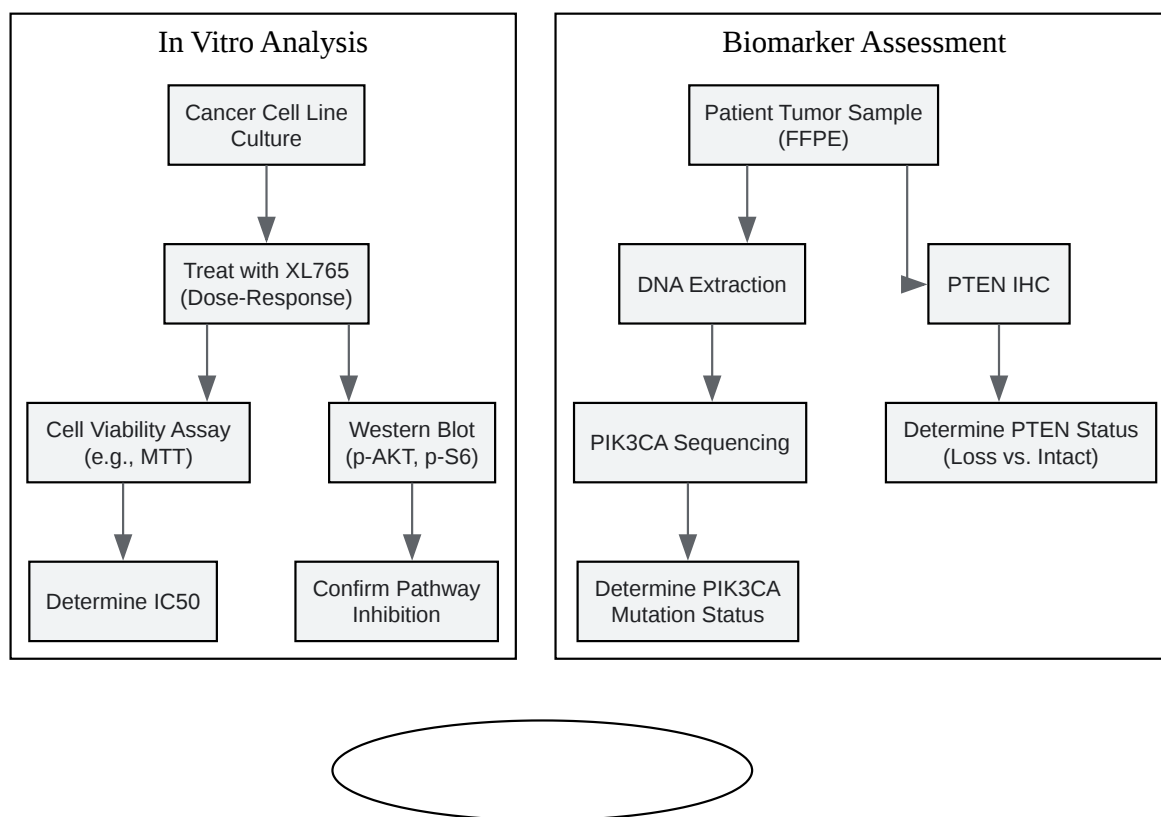 In Vitro Analysis
Cancer Cell Line
Culture
Treat with XL765
(Dose-Response)
Cell Viability Assay
(e.g., MTT)
Western Blot
(p-AKT, p-S6)
Determine IC50
Confirm Pathway
Inhibition
Biomarker Assessment
Patient Tumor Sample
(FFPE)
DNA Extraction
PTEN IHC
PIK3CA Sequencing
Determine PTEN Status
(Loss vs. Intact)
Determine PIK3CA
Mutation Status